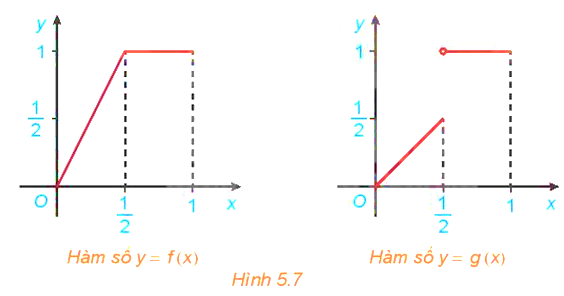 y
y
1
1
1/2
1/2
O
1/2
1
x
O
1/2
1
x
Hàm số y = f(x)
Hàm số y = g(x)
Hình 5.7